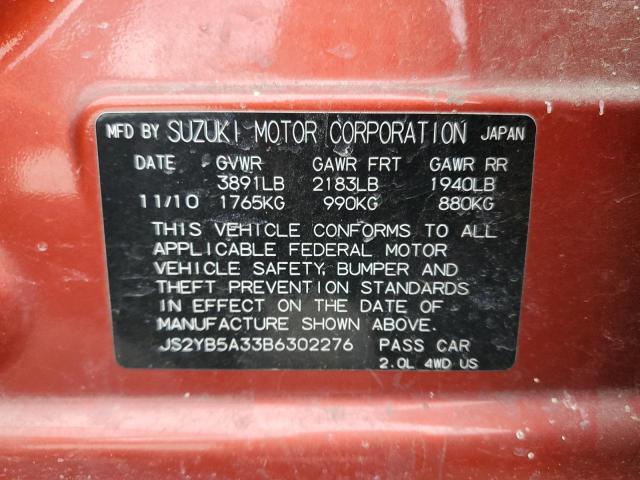 MFD BY SUZUKI MOTOR CORPORATION JAPAN
DATE GVWR GAWR FRT GAWR RR
3891LB 2183LB 1940LB
11/10 1765KG 990KG 880KG
THIS VEHICLE CONFORMS TO ALL
APPLICABLE FEDERAL MOTOR
VEHICLE SAFETY, BUMPER AND
THEFT PREVENTION STANDARDS
IN EFFECT ON THE DATE OF
MANUFACTURE SHOWN ABOVE.
JS2YB5A33B6302276 PASS CAR
2.0L 4WD US